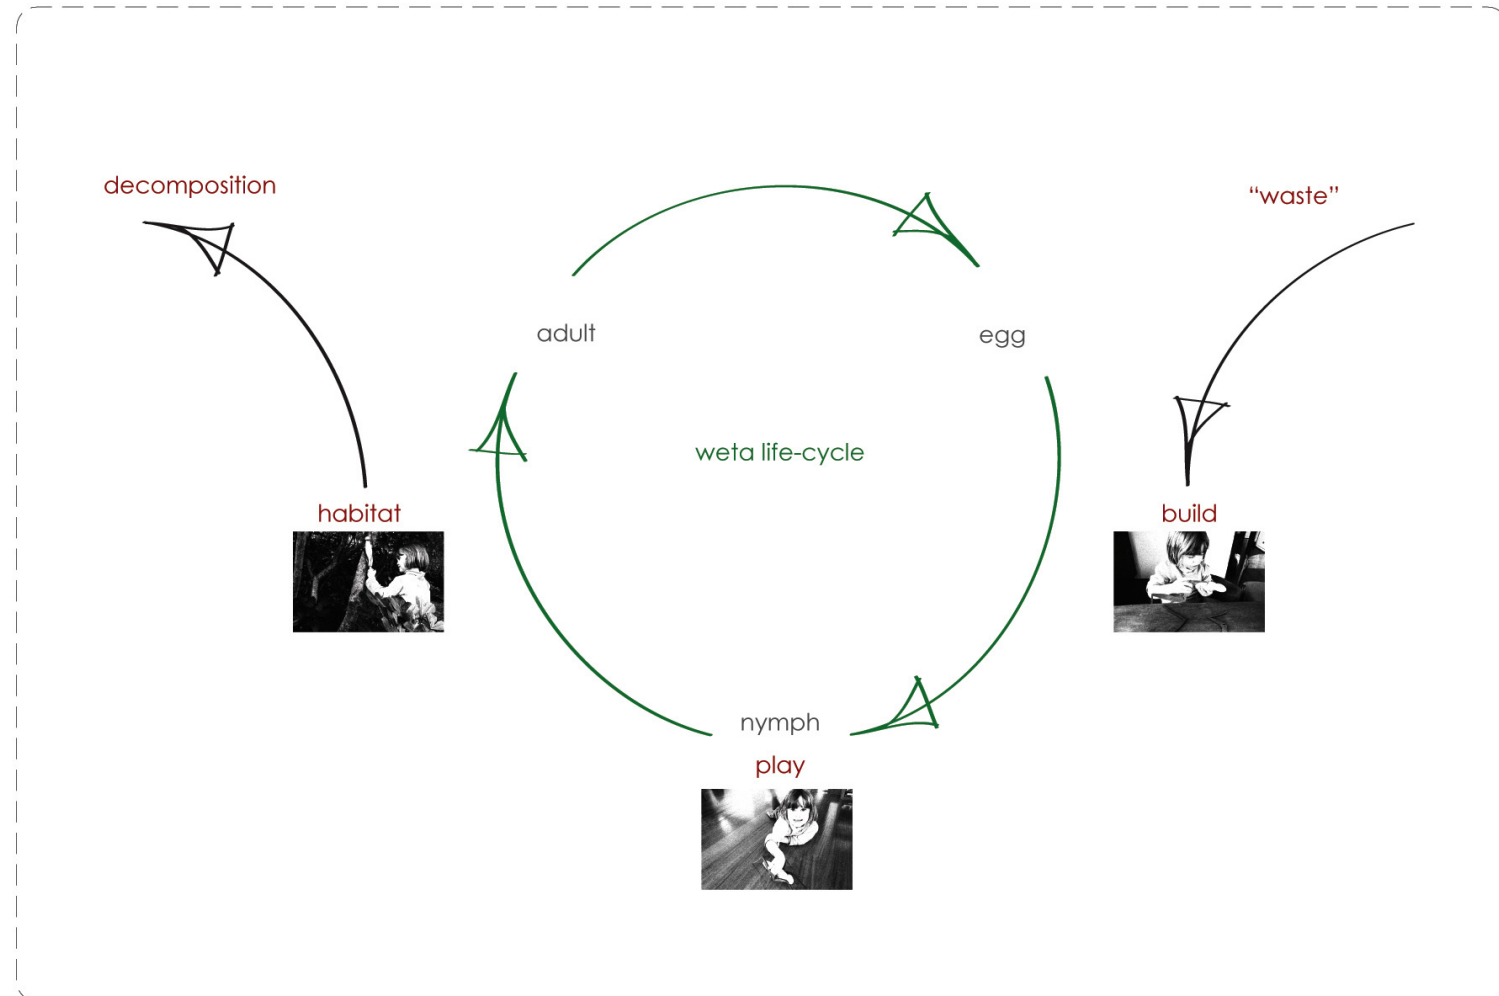 decomposition
“waste”
adult
egg
weta life-cycle
habitat
build
nymph
play